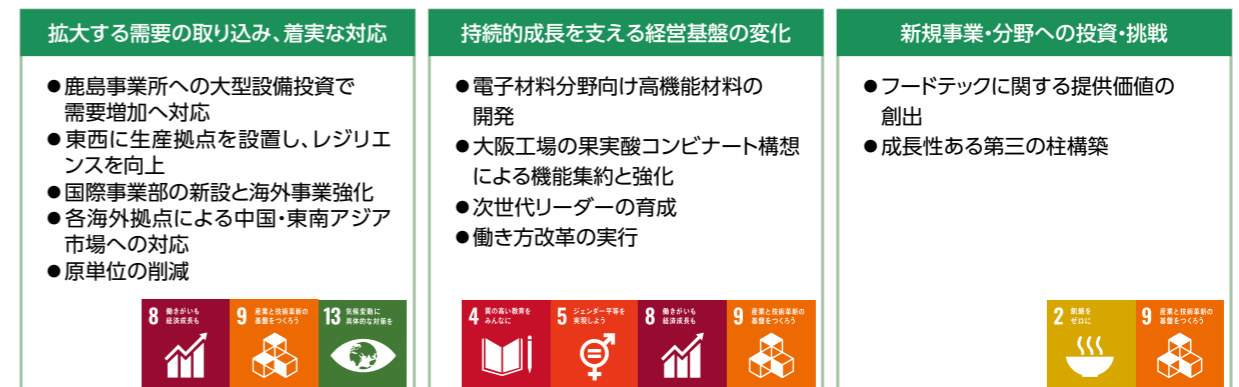 拡大する需要の取り込み、着実な対応
●鹿島事業所への大型設備投資で
需要増加へ対応
●東西に生産拠点を設置し、レジリエ
ンスを向上
●国際事業部の新設と海外事業強化
●各海外拠点による中国・東南アジア
市場への対応
●原単位の削減
8 働きがいも
経済成長も
9 産業と技術革新の
基盤をつくろう
13 気候変動に
具体的な対策を
持続的成長を支える経営基盤の変化
●電子材料分野向け高機能材料の
開発
●大阪工場の果実酸コンビナート構想
による機能集約と強化
●次世代リーダーの育成
●働き方改革の実行
4 質の高い教育を
みんなに
5 ジェンダー平等を
実現しよう
8 働きがいも
経済成長も
9 産業と技術革新の
基盤をつくろう
新規事業・分野への投資・挑戦
●フードテックに関する提供価値の
創出
●成長性ある第三の柱構築
2 飢餓を
ゼロに
9 産業と技術革新の
基盤をつくろう